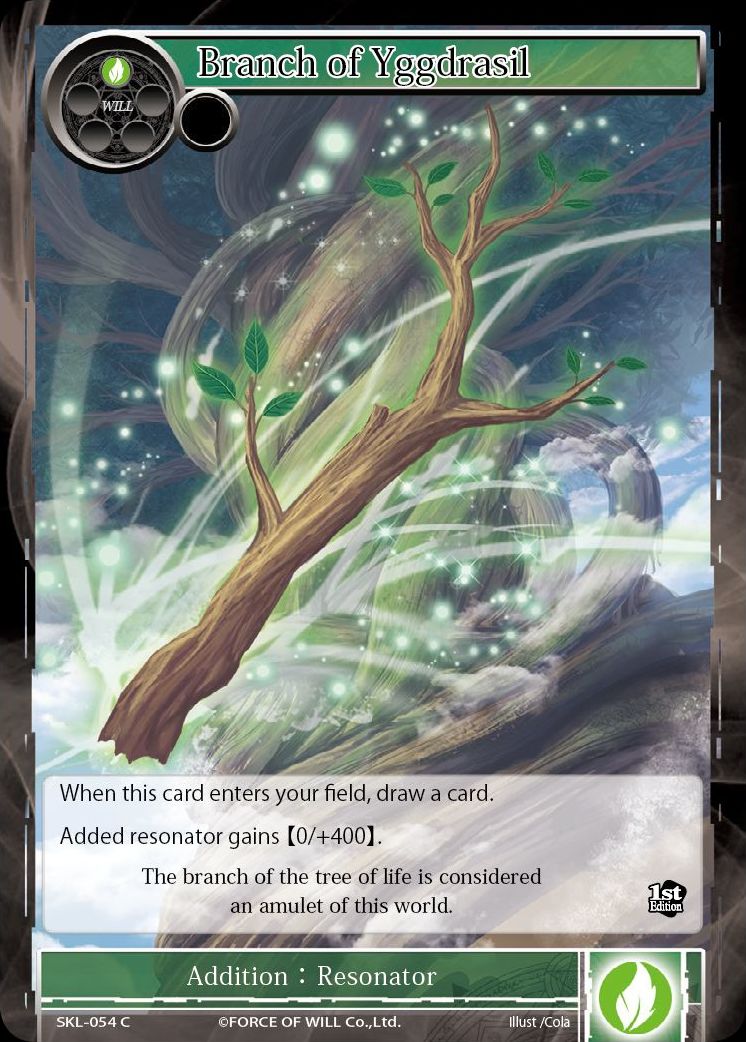 Branch of Yggdrasil
WILL
When this card enters your field, draw a card.
Added resonator gains 【0/+400】.
The branch of the tree of life is considered
an amulet of this world.
1st
Edition
Addition : Resonator
SKL-054 C ©FORCE OF WILL Co.,Ltd. Illust /Cola